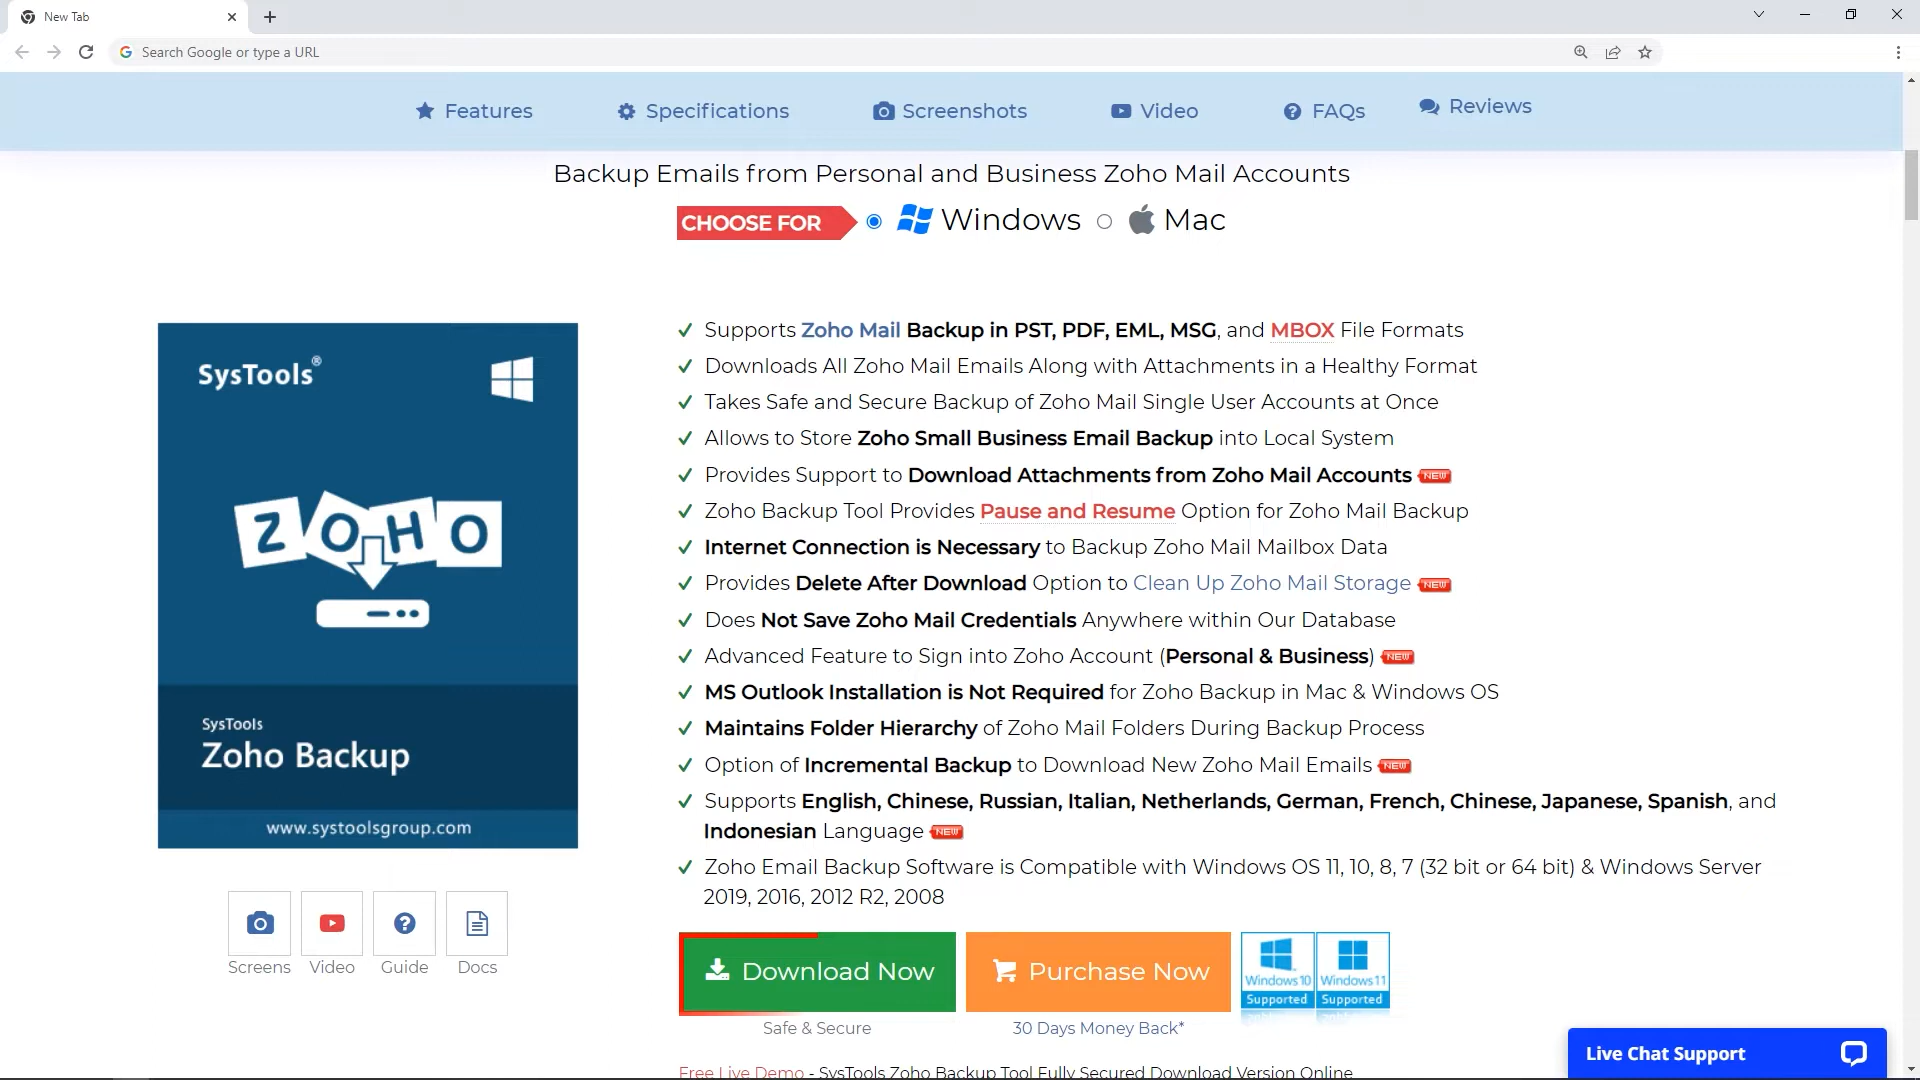 New Tab
Search Google or type a URL
Features Specifications Screenshots Video FAQs Reviews
Backup Emails from Personal and Business Zoho Mail Accounts
CHOOSE FOR Windows Mac
SysTools®
ZOHO
SysTools
Zoho Backup
www.systoolsgroup.com
Screens Video Guide Docs
Supports Zoho Mail Backup in PST, PDF, EML, MSG, and MBOX File Formats
Downloads All Zoho Mail Emails Along with Attachments in a Healthy Format
Takes Safe and Secure Backup of Zoho Mail Single User Accounts at Once
Allows to Store Zoho Small Business Email Backup into Local System
Provides Support to Download Attachments from Zoho Mail Accounts NEW
Zoho Backup Tool Provides Pause and Resume Option for Zoho Mail Backup
Internet Connection is Necessary to Backup Zoho Mail Mailbox Data
Provides Delete After Download Option to Clean Up Zoho Mail Storage NEW
Does Not Save Zoho Mail Credentials Anywhere within Our Database
Advanced Feature to Sign into Zoho Account (Personal & Business) NEW
MS Outlook Installation is Not Required for Zoho Backup in Mac & Windows OS
Maintains Folder Hierarchy of Zoho Mail Folders During Backup Process
Option of Incremental Backup to Download New Zoho Mail Emails NEW
Supports English, Chinese, Russian, Italian, Netherlands, German, French, Chinese, Japanese, Spanish, and
Indonesian Language NEW
Zoho Email Backup Software is Compatible with Windows OS 11, 10, 8, 7 (32 bit or 64 bit) & Windows Server
2019, 2016, 2012 R2, 2008
Download Now
Safe & Secure
Purchase Now
30 Days Money Back*
Windows10
Supported
Windows11
Supported
Free Live Demo - SysTools Zoho Backup Tool Fully Secured Download Version Online
Live Chat Support